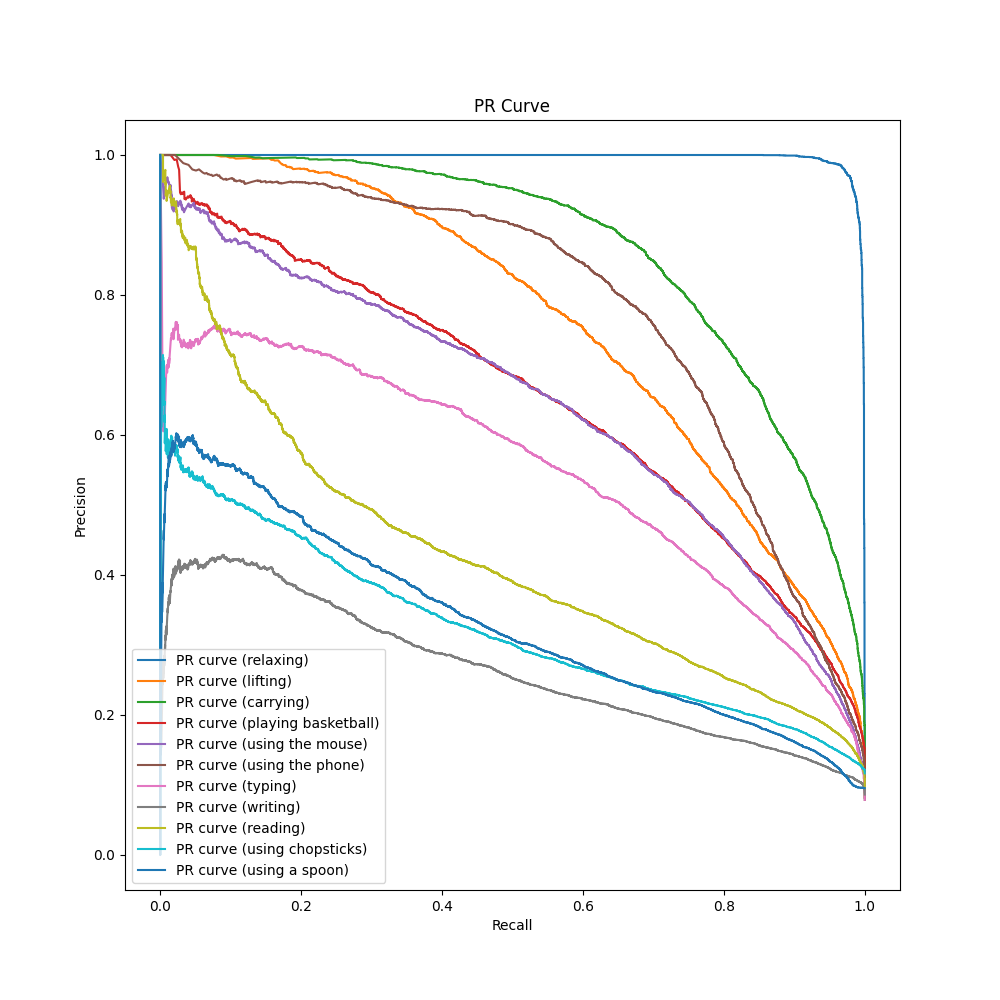 PR Curve
1.0
0.8
0.6
0.4
0.2
0.0
Precision
PR curve (relaxing)
PR curve (lifting)
PR curve (carrying)
PR curve (playing basketball)
PR curve (using the mouse)
PR curve (using the phone)
PR curve (typing)
PR curve (writing)
PR curve (reading)
PR curve (using chopsticks)
PR curve (using a spoon)
0.0 0.2 0.4 0.6 0.8 1.0
Recall